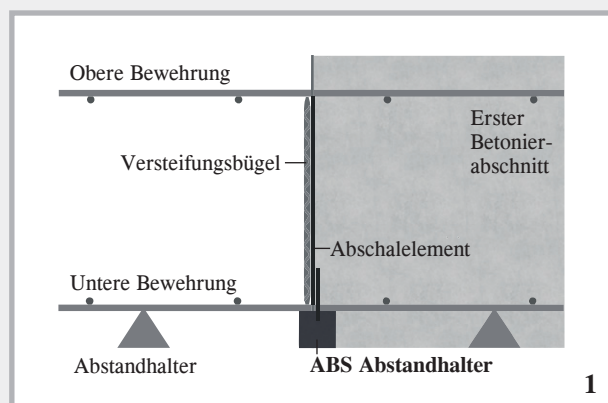 Obere Bewehrung
Erster
Betonier-
abschnitt
Versteifungsbügel
Abschalelement
Untere Bewehrung
Abstandhalter
ABS Abstandhalter
1